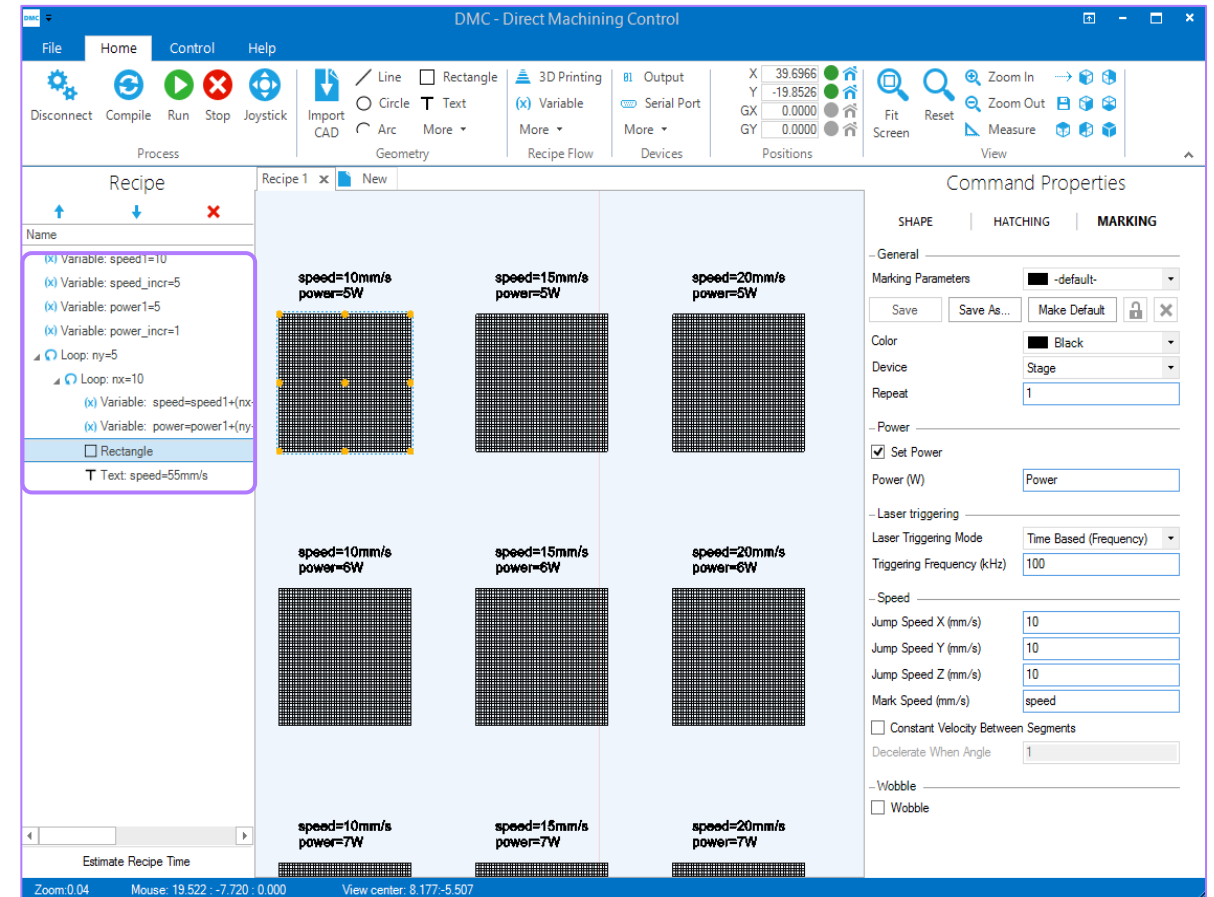 DMC
DMC - Direct Machining Control
File Home Control Help
Disconnect Compile Run Stop Joystick
Process
Import CAD
Line Rectangle
Circle Text
Arc More
Geometry
3D Printing
(x) Variable
More
Recipe Flow
01 Output
Serial Port
More
Devices
X 39.6966
Y -19.8526
GX 0.0000
GY 0.0000
Positions
Fit Screen
Reset
Zoom In
Zoom Out
Measure
View
Recipe
Name
(x) Variable: speed1=10
(x) Variable: speed_incr=5
(x) Variable: power1=5
(x) Variable: power_incr=1
Loop: ny=5
Loop: nx=10
(x) Variable: speed=speed1+(nx-
(x) Variable: power=power1+(ny-
Rectangle
T Text: speed=55mm/s
Estimate Recipe Time
Recipe 1 New
speed=10mm/s speed=15mm/s speed=20mm/s
power=5W power=5W power=5W
speed=10mm/s speed=15mm/s speed=20mm/s
power=6W power=6W power=6W
speed=10mm/s speed=15mm/s speed=20mm/s
power=7W power=7W power=7W
Command Properties
SHAPE HATCHING MARKING
General
Marking Parameters -default-
Save Save As... Make Default
Color Black
Device Stage
Repeat 1
Power
Set Power
Power (W) Power
Laser triggering
Laser Triggering Mode Time Based (Frequency)
Triggering Frequency (kHz) 100
Speed
Jump Speed X (mm/s) 10
Jump Speed Y (mm/s) 10
Jump Speed Z (mm/s) 10
Mark Speed (mm/s) speed
Constant Velocity Between Segments
Decelerate When Angle 1
Wobble
Wobble
Zoom:0.04 Mouse: 19.522 : -7.720 : 0.000 View center: 8.177:-5.507